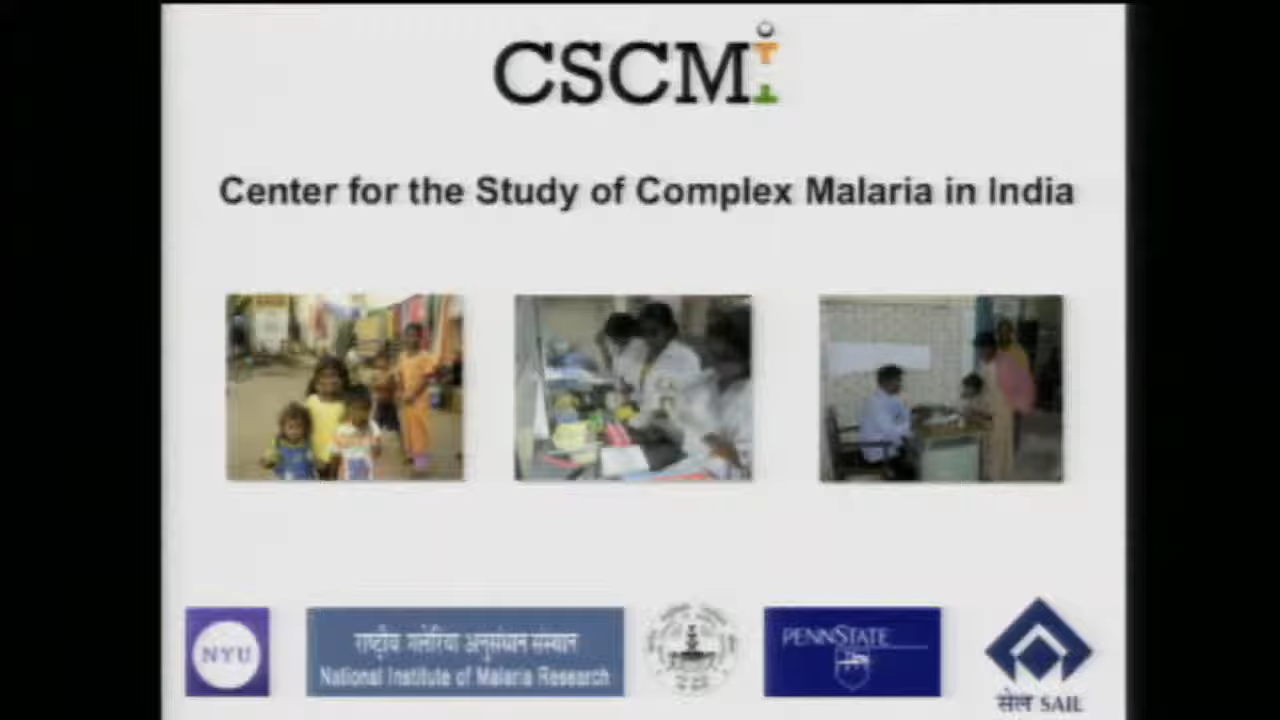 CSCMi
Center for the Study of Complex Malaria in India
NYU
राष्ट्रीय मलेरिया अनुसंधान संस्थान
National Institute of Malaria Research
PENNSTATE
सेल SAIL